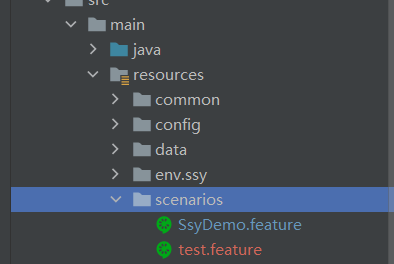 src
main
java
resources
common
config
data
env.ssy
scenarios
SsyDemo.feature
test.feature